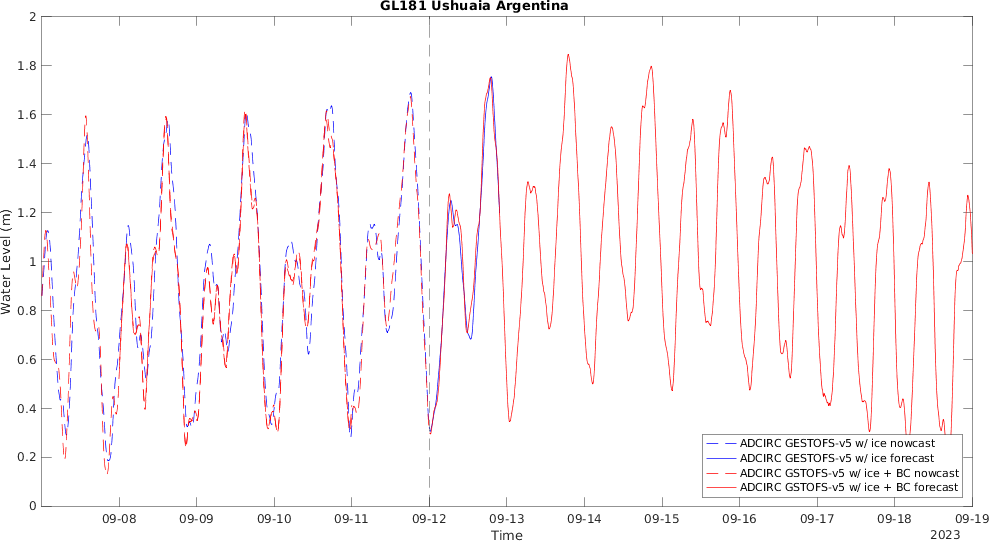 GL181 Ushuaia Argentina
2
1.8
1.6
1.4
1.2
1
0.8
0.6
0.4
0.2
0
Water Level (m)
ADCIRC GESTOFS-v5 w/ ice nowcast
ADCIRC GESTOFS-v5 w/ ice forecast
ADCIRC GSTOFS-v5 w/ ice + BC nowcast
ADCIRC GSTOFS-v5 w/ ice + BC forecast
09-08 09-09 09-10 09-11 09-12 09-13 09-14 09-15 09-16 09-17 09-18 09-19
Time
2023